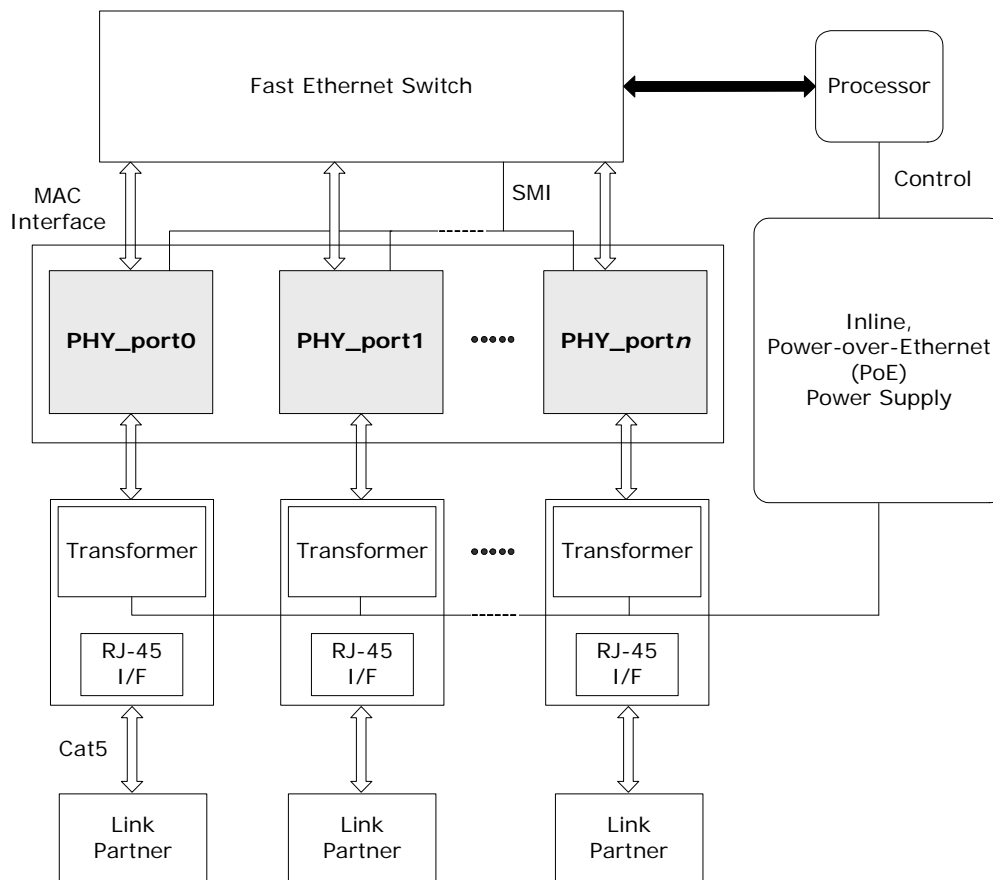 Fast Ethernet Switch
Processor
MAC
Interface
SMI
Control
PHY_port0
PHY_port1
PHY_portn
Inline,
Power-over-Ethernet
(PoE)
Power Supply
Transformer
Transformer
Transformer
RJ-45
I/F
RJ-45
I/F
RJ-45
I/F
Cat5
Link
Partner
Link
Partner
Link
Partner